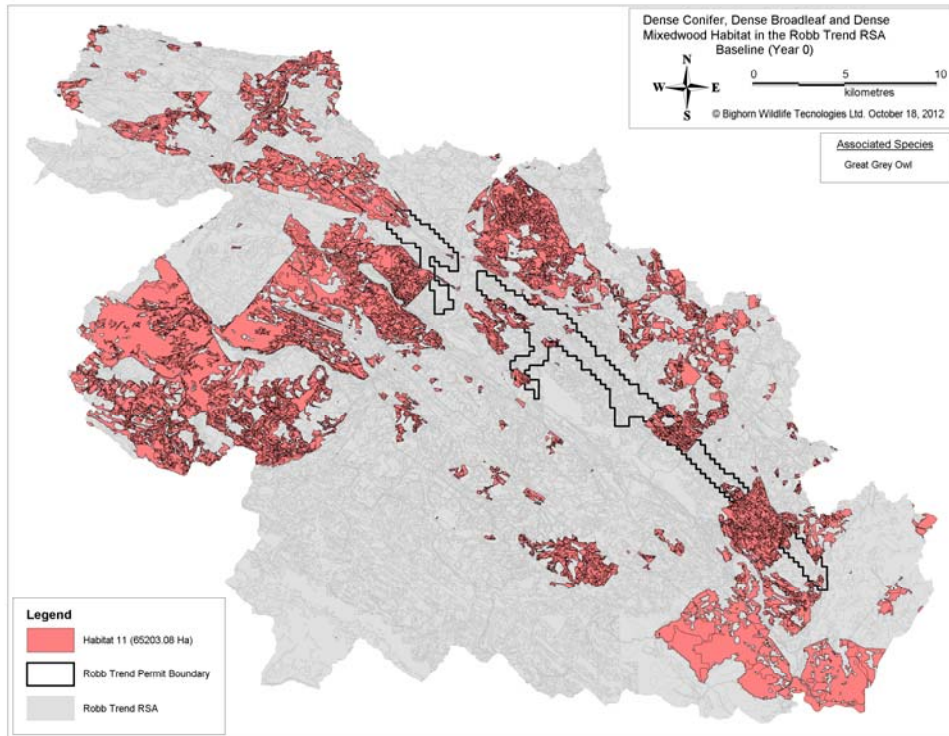 Dense Conifer, Dense Broadleaf and Dense
Mixedwood Habitat in the Robb Trend RSA
Baseline (Year 0)
N
W E
S
0 5 10
kilometres
© Bighorn Wildlife Tecnologies Ltd. October 18, 2012
Associated Species
Great Grey Owl
Legend
Habitat 11 (65203.08 Ha)
Robb Trend Permit Boundary
Robb Trend RSA